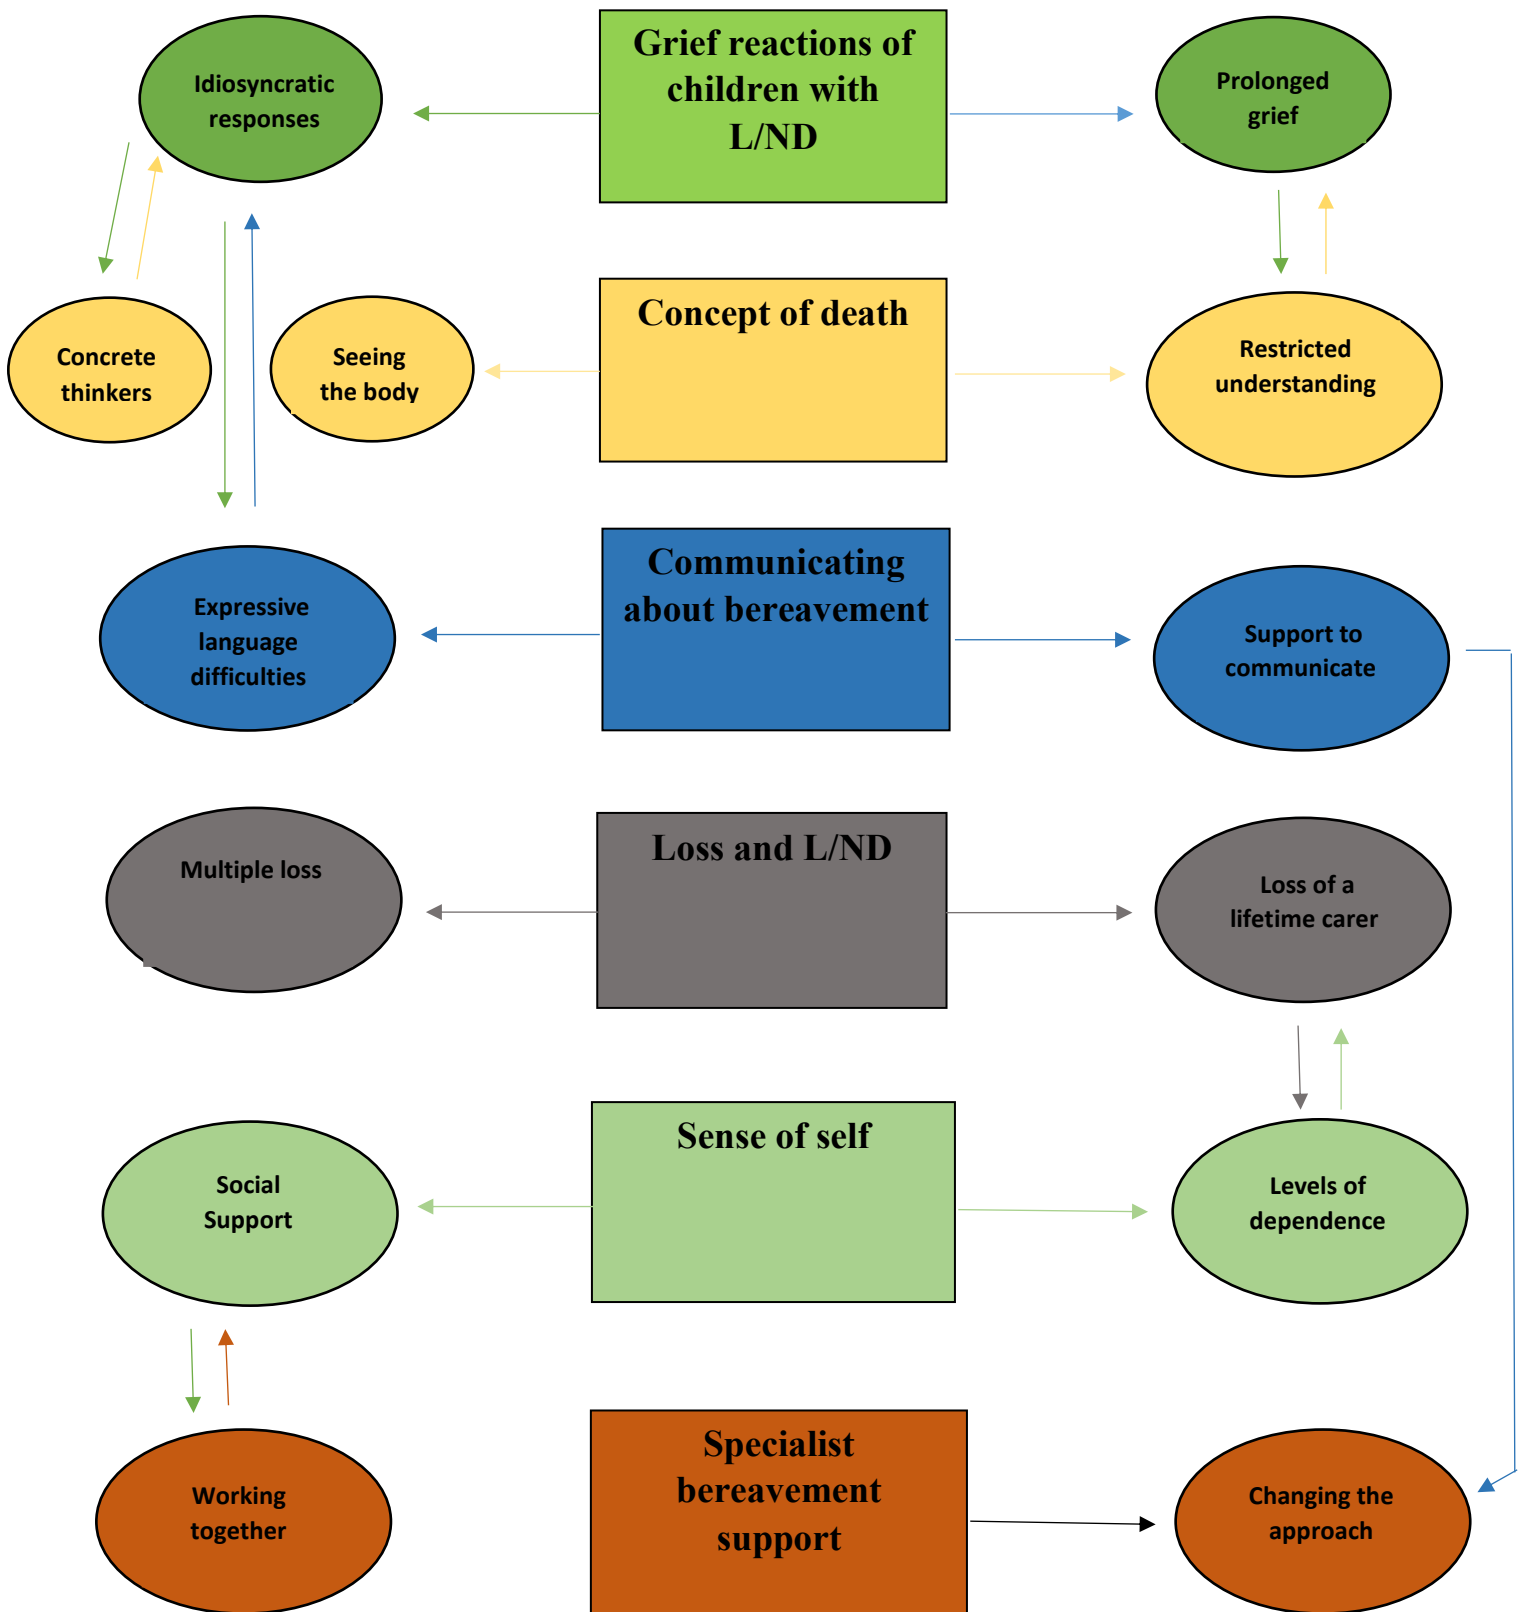 Idiosyncratic
responses
Grief reactions of
children with
L/ND
Prolonged
grief
Concrete
thinkers
Seeing
the body
Concept of death
Restricted
understanding
Expressive
language
difficulties
Communicating
about bereavement
Support to
communicate
Multiple loss
Loss and L/ND
Loss of a
lifetime carer
Social
Support
Sense of self
Levels of
dependence
Working
together
Specialist
bereavement
support
Changing the
approach